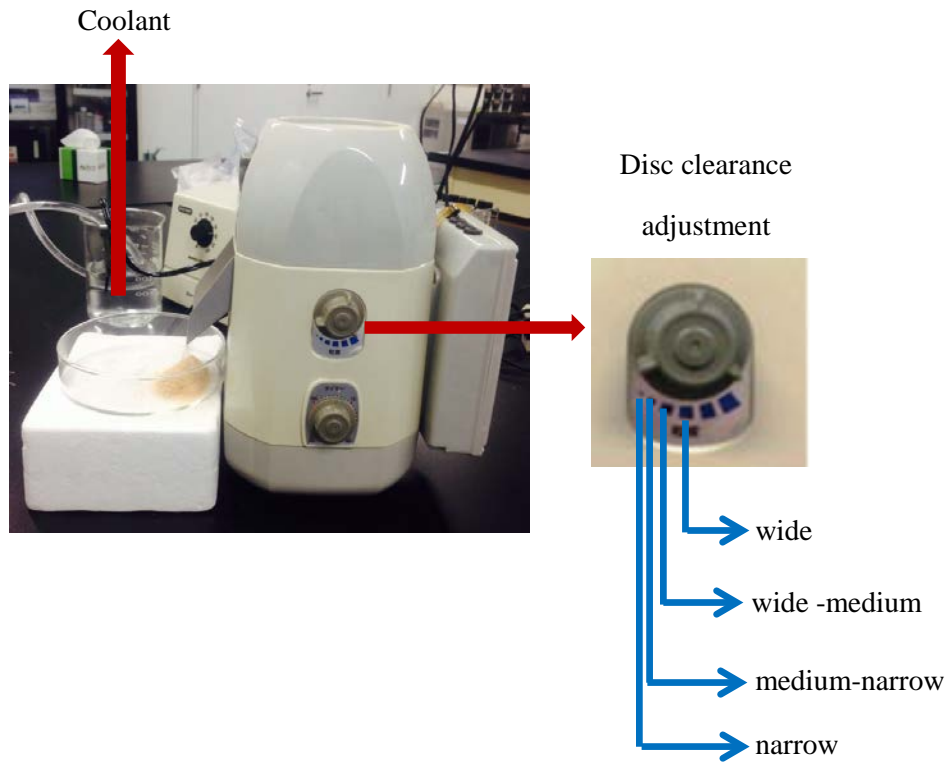 Coolant
Disc clearance
adjustment
wide
wide -medium
medium-narrow
narrow